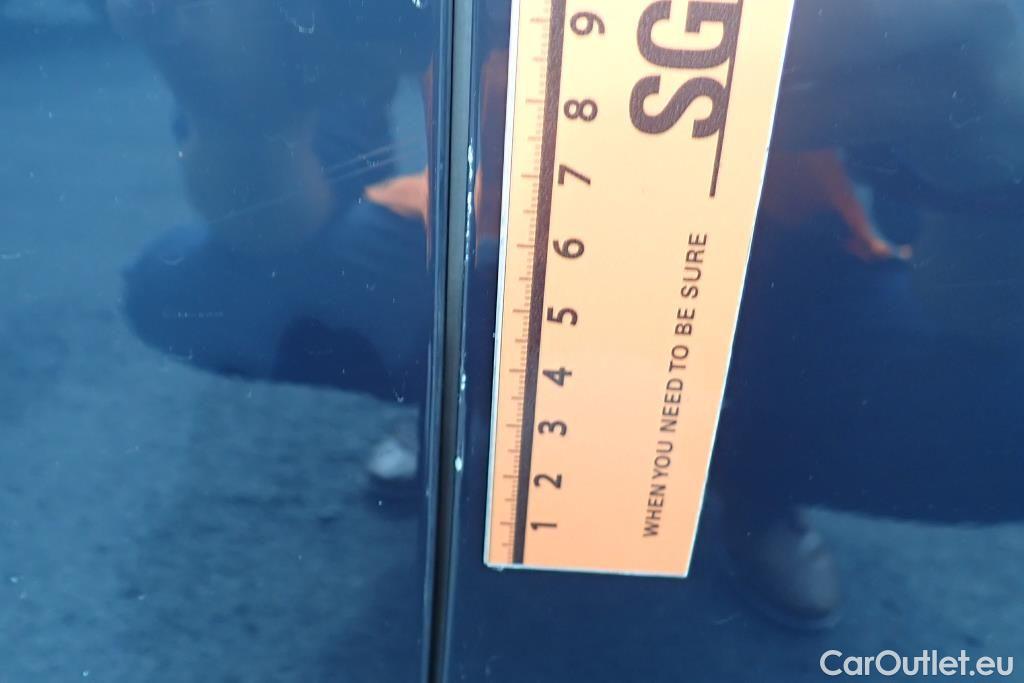 1 2 3 4 5 6 7 8 9
WHEN YOU NEED TO BE SURE
SG
CarOutlet.eu